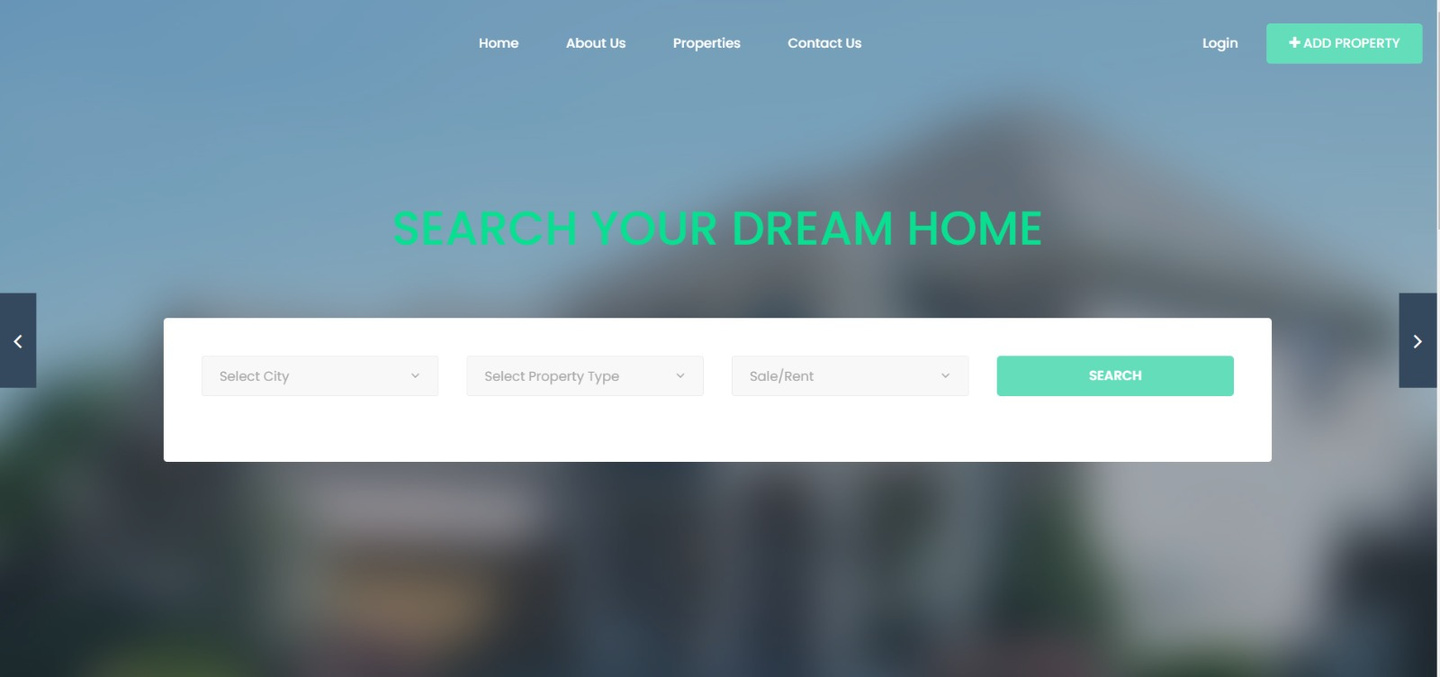 Home About Us Properties Contact Us Login + ADD PROPERTY
SEARCH YOUR DREAM HOME
Select City Select Property Type Sale/Rent SEARCH